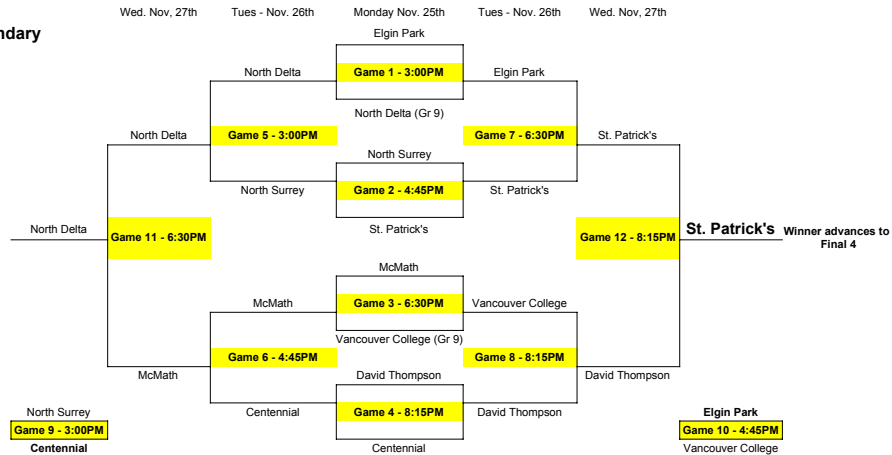 Wed. Nov, 27th Tues - Nov. 26th Monday Nov. 25th Tues - Nov. 26th Wed. Nov, 27th
ndary
Elgin Park
North Delta Game 1 - 3:00PM Elgin Park
North Delta (Gr 9)
North Delta Game 5 - 3:00PM Game 7 - 6:30PM St. Patrick's
North Surrey
North Surrey Game 2 - 4:45PM St. Patrick's
St. Patrick's
North Delta Game 11 - 6:30PM Game 12 - 8:15PM St. Patrick's Winner advances to
Final 4
McMath
McMath Game 3 - 6:30PM Vancouver College
Vancouver College (Gr 9)
Game 6 - 4:45PM Game 8 - 8:15PM
McMath David Thompson David Thompson
Centennial Game 4 - 8:15PM David Thompson
North Surrey Elgin Park
Game 9 - 3:00PM Game 10 - 4:45PM
Centennial Centennial Vancouver College